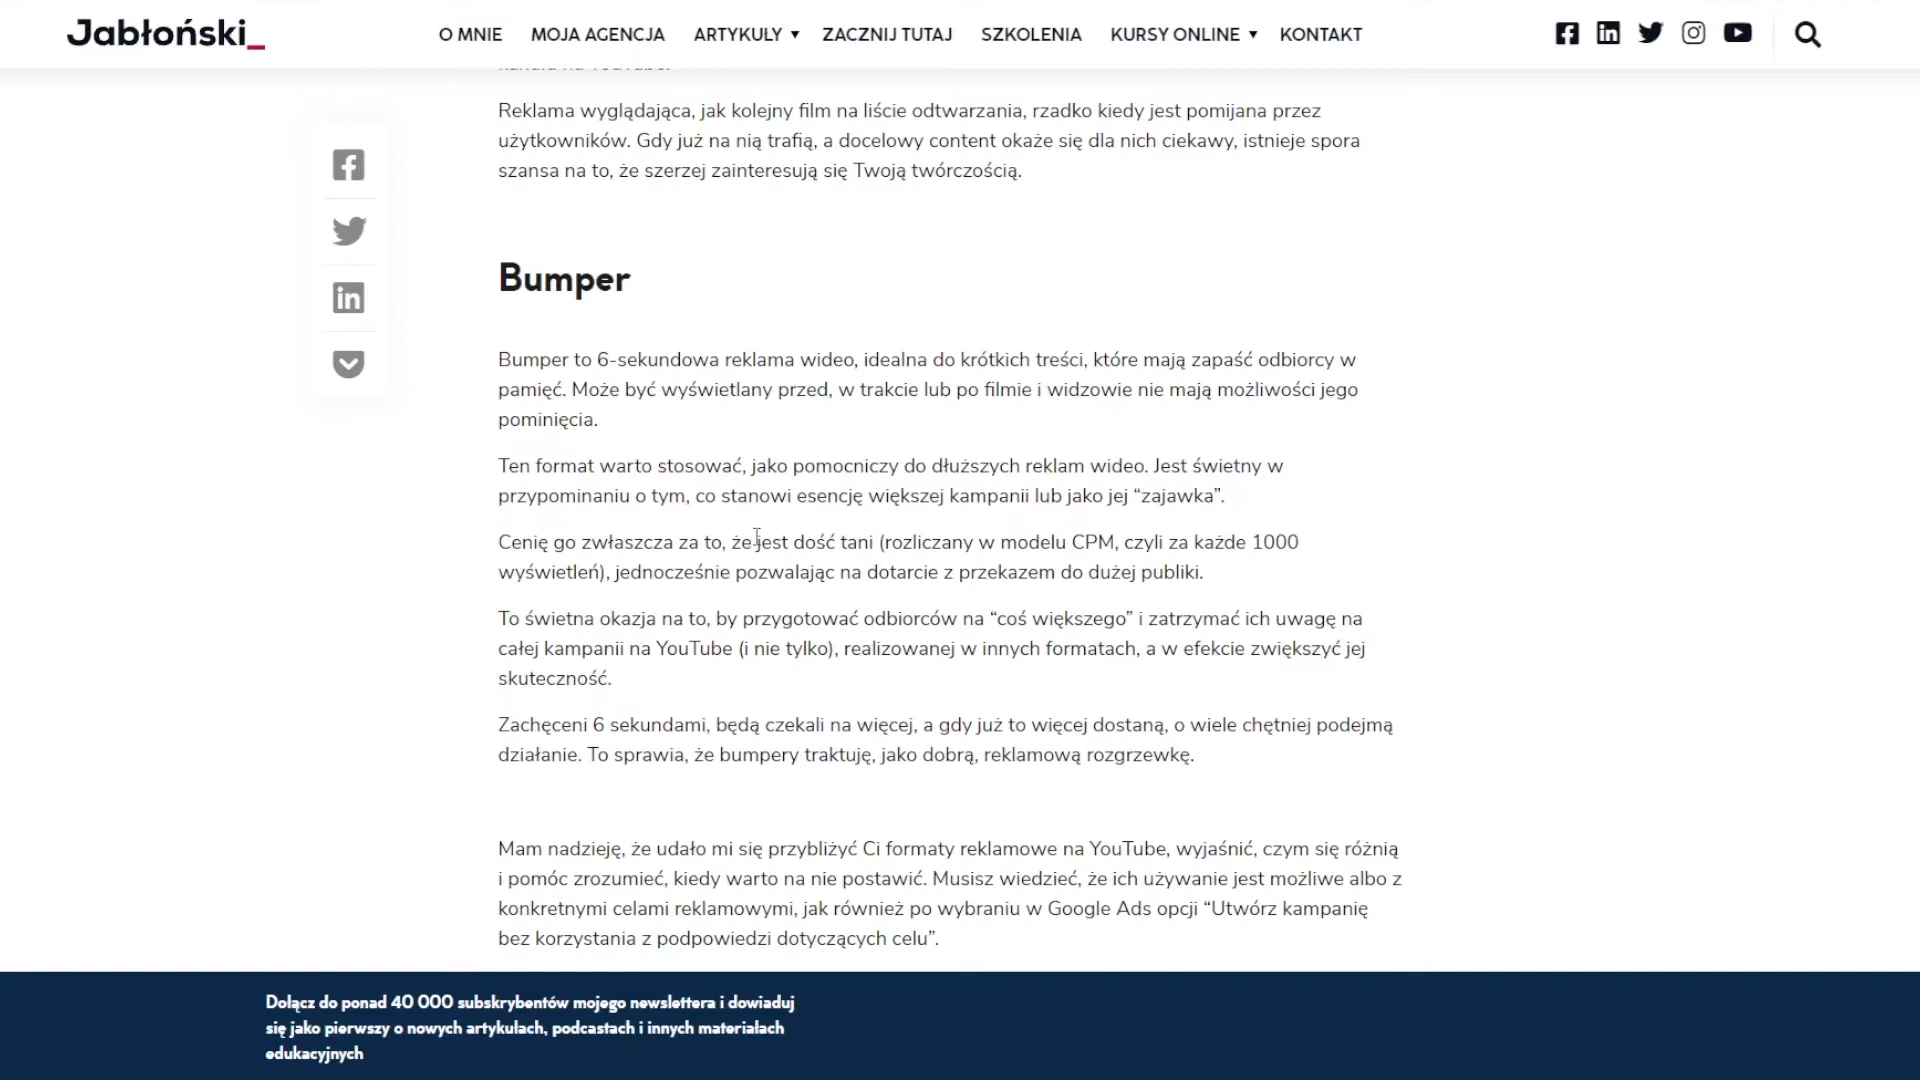 Jabłoński_
O MNIE MOJA AGENCJA ARTYKUŁY ▼ ZACZNIJ TUTAJ SZKOLENIA KURSY ONLINE ▼ KONTAKT
Reklama wyglądająca, jak kolejny film na liście odtwarzania, rzadko kiedy jest pomijana przez
użytkowników. Gdy już na nią trafią, a docelowy content okaże się dla nich ciekawy, istnieje spora
szansa na to, że szerzej zainteresują się Twoją twórczością.
Bumper
Bumper to 6-sekundowa reklama wideo, idealna do krótkich treści, które mają zapaść odbiorcy w
pamięć. Może być wyświetlany przed, w trakcie lub po filmie i widzowie nie mają możliwości jego
pominięcia.
Ten format warto stosować, jako pomocniczy do dłuższych reklam wideo. Jest świetny w
przypominaniu o tym, co stanowi esencję większej kampanii lub jako jej “zajawka”.
Cenię go zwłaszcza za to, że jest dość tani (rozliczany w modelu CPM, czyli za każde 1000
wyświetleń), jednocześnie pozwalając na dotarcie z przekazem do dużej publiki.
To świetna okazja na to, by przygotować odbiorców na “coś większego” i zatrzymać ich uwagę na
całej kampanii na YouTube (i nie tylko), realizowanej w innych formatach, a w efekcie zwiększyć jej
skuteczność.
Zachęceni 6 sekundami, będą czekali na więcej, a gdy już to więcej dostaną, o wiele chętniej podejmą
działanie. To sprawia, że bumpery traktuję, jako dobrą, reklamową rozgrzewkę.
Mam nadzieję, że udało mi się przybliżyć Ci formaty reklamowe na YouTube, wyjaśnić, czym się różnią
i pomóc zrozumieć, kiedy warto na nie postawić. Musisz wiedzieć, że ich używanie jest możliwe albo z
konkretnymi celami reklamowymi, jak również po wybraniu w Google Ads opcji “Utwórz kampanię
bez korzystania z podpowiedzi dotyczących celu”.
Dołącz do ponad 40 000 subskrybentów mojego newslettera i dowiaduj
się jako pierwszy o nowych artykułach, podcastach i innych materiałach
edukacyjnych